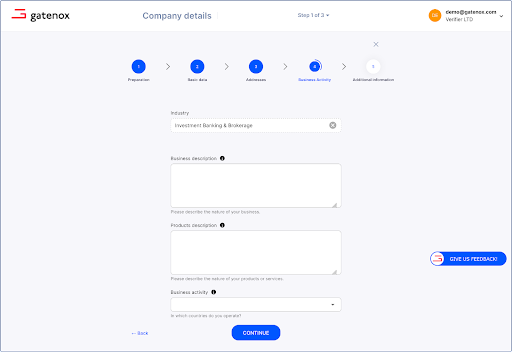 gatenox
Company details
Step 1 of 3
De
demo@gatenox.com
Verifier LTD
1
2
3
4
5
Preparation
Basic data
Addresses
Business Activity
Additional information
Industry
Investment Banking & Brokerage
Business description
Please describe the nature of your business.
Products description
Please describe the nature of your products or services.
Business activity
In which countries do you operate?
GIVE US FEEDBACK!
← Back
CONTINUE